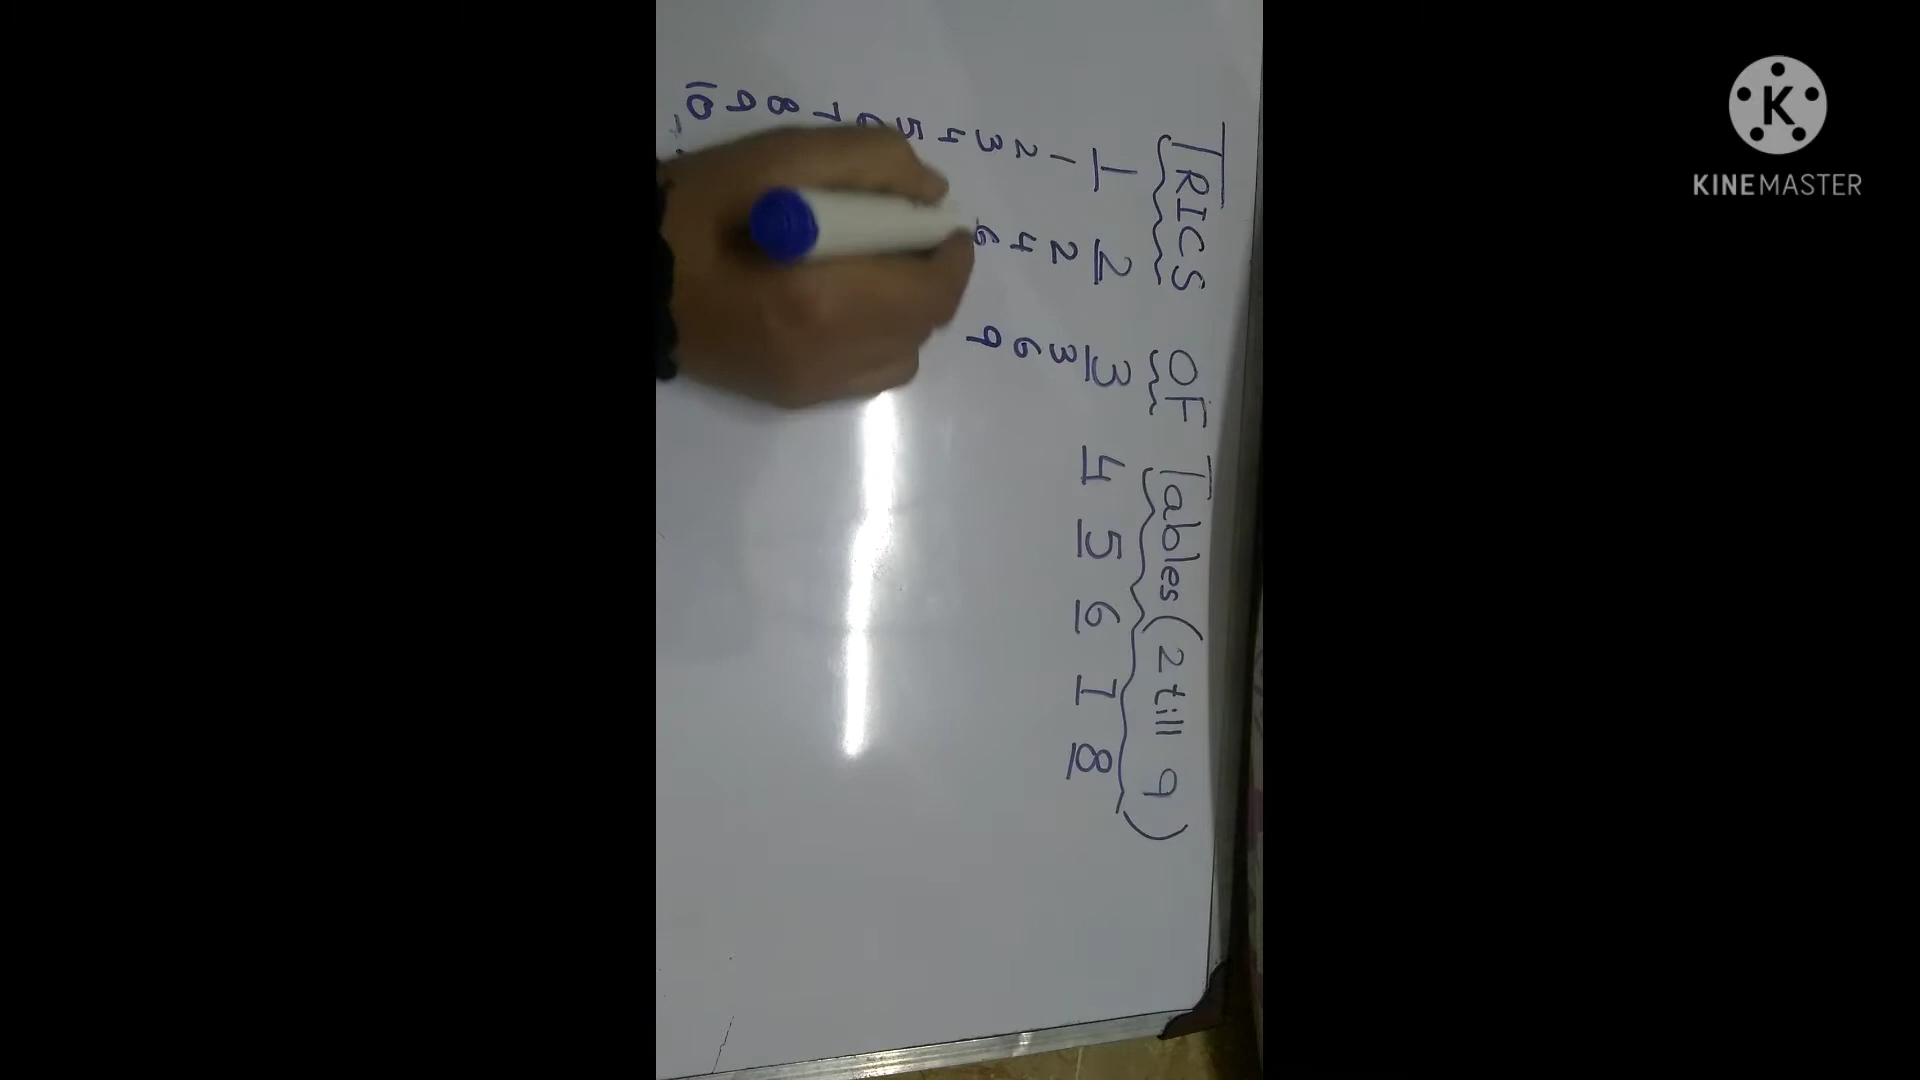 TRICS OF Tables (2 till 9)
1 2 3 4 5 6 7 8
1 2 3
2 4 6
3 6 9
4
5
6
7
8
9
10
KINEMASTER